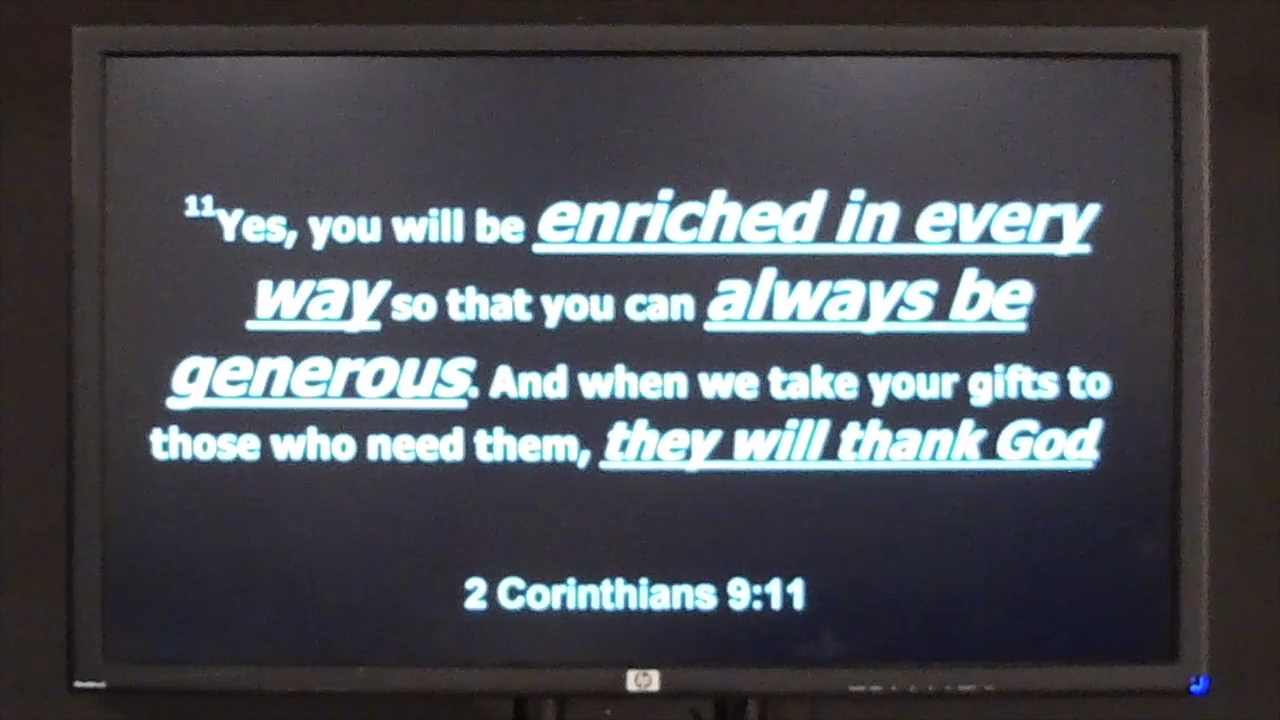 ¹¹Yes, you will be enriched in every
way so that you can always be
generous. And when we take your gifts to
those who need them, they will thank God.
2 Corinthians 9:11
hp